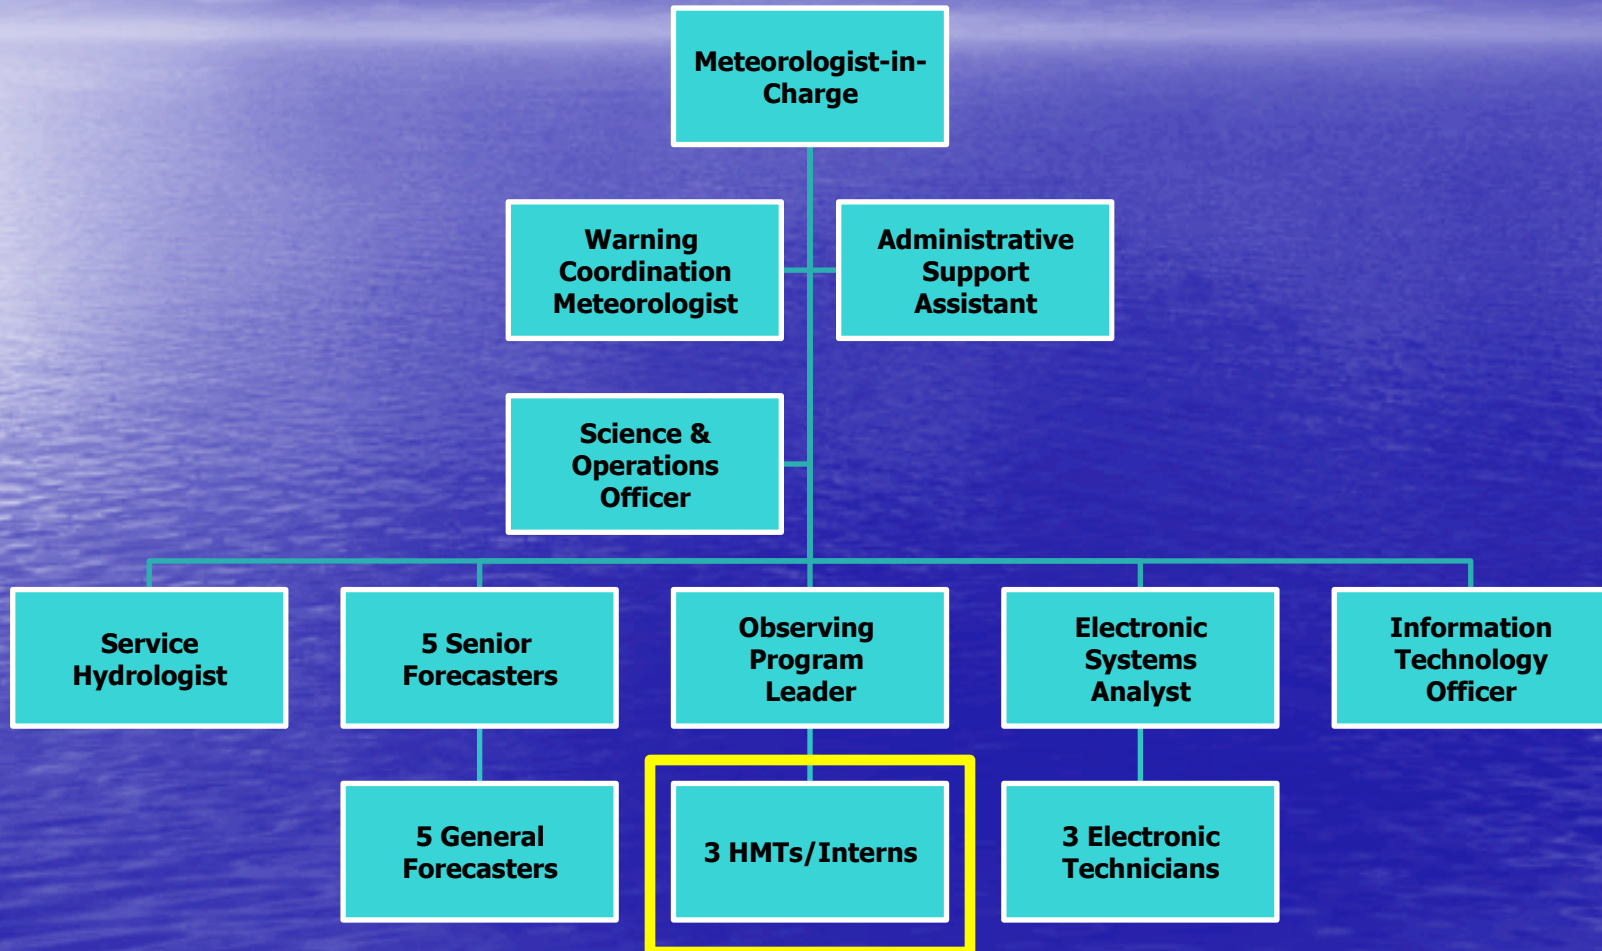 Meteorologist-in-
Charge
Warning
Coordination
Meteorologist
Administrative
Support
Assistant
Science &
Operations
Officer
Service
Hydrologist
5 Senior
Forecasters
Observing
Program
Leader
Electronic
Systems
Analyst
Information
Technology
Officer
5 General
Forecasters
3 HMTs/Interns
3 Electronic
Technicians